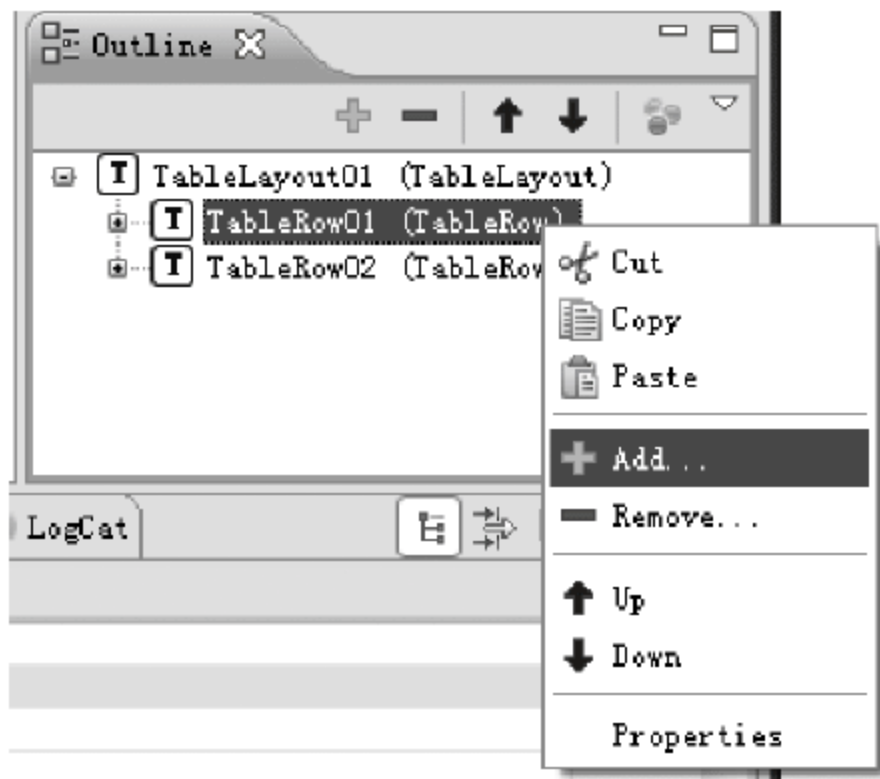 Outline
TableLayout01 (TableLayout)
TableRow01 (TableRow)
TableRow02 (TableRow
Cut
Copy
Paste
Add...
Remove...
LogCat
Up
Down
Properties